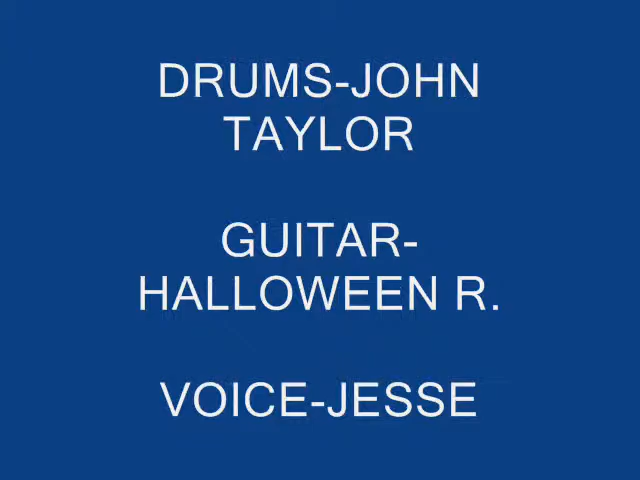 DRUMS-JOHN
TAYLOR
GUITAR-
HALLOWEEN R.
VOICE-JESSE